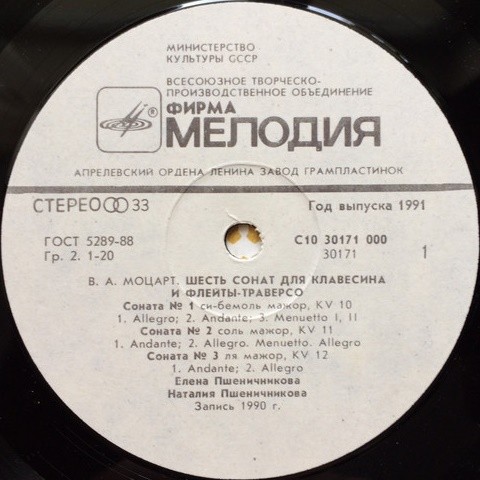 МИНИСТЕРСТВО
КУЛЬТУРЫ СССР
ВСЕСОЮЗНОЕ ТВОРЧЕСКО-
ПРОИЗВОДСТВЕННОЕ ОБЪЕДИНЕНИЕ
®
ФИРМА
МЕЛОДИЯ
АПРЕЛЕВСКИЙ ОРДЕНА ЛЕНИНА ЗАВОД ГРАМПЛАСТИНОК
СТЕРЕО 33 Год выпуска 1991
ГОСТ 5289-88 С10 30171 000
Гр. 2. 1-20 30171 1
В. А. МОЦАРТ. ШЕСТЬ СОНАТ ДЛЯ КЛАВЕСИНА
И ФЛЕЙТЫ-ТРАВЕРСО
Соната № 1 си-бемоль мажор, KV 10
1. Allegro; 2. Andante; 3. Menuetto I, II
Соната № 2 соль мажор, KV 11
1. Andante; 2. Allegro. Menuetto. Allegro
Соната № 3 ля мажор, KV 12
1. Andante; 2. Allegro
Елена Пшеничникова
Наталия Пшеничникова
Запись 1990 г.